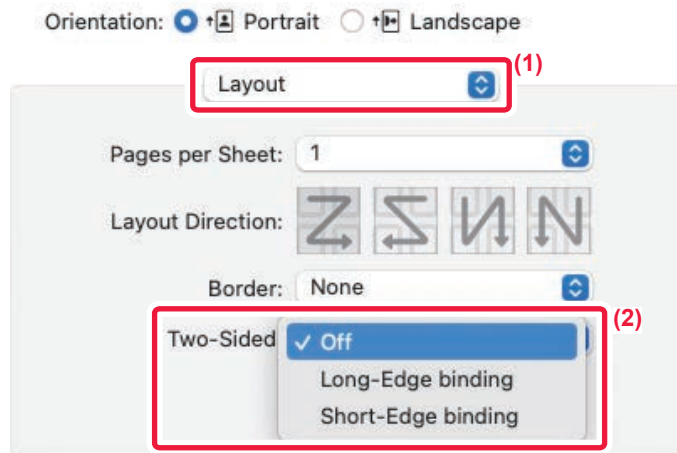 Orientation: Portrait Landscape
(1)
Layout
Pages per Sheet: 1
Layout Direction:
Border: None
(2)
Two-Sided ✓ Off
Long-Edge binding
Short-Edge binding